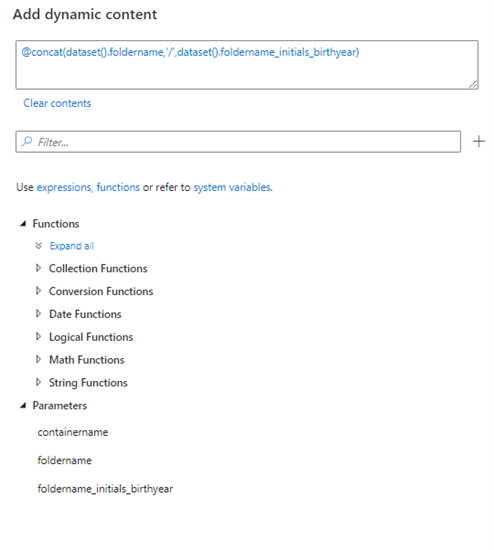 Add dynamic content
@concat(dataset().foldername,'/',dataset().foldername_initials_birthyear)
Clear contents
Filter...
Use expressions, functions or refer to system variables.
Functions
Expand all
Collection Functions
Conversion Functions
Date Functions
Logical Functions
Math Functions
String Functions
Parameters
containername
foldername
foldername_initials_birthyear